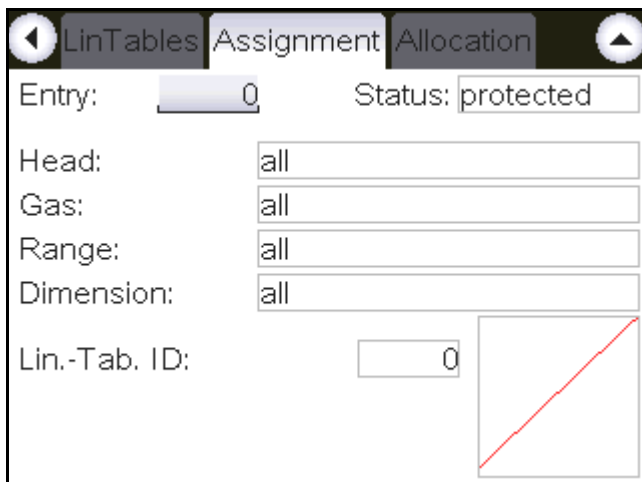 LinTables Assignment Allocation
Entry: 0 Status: protected
Head: all
Gas: all
Range: all
Dimension: all
Lin.-Tab. ID: 0